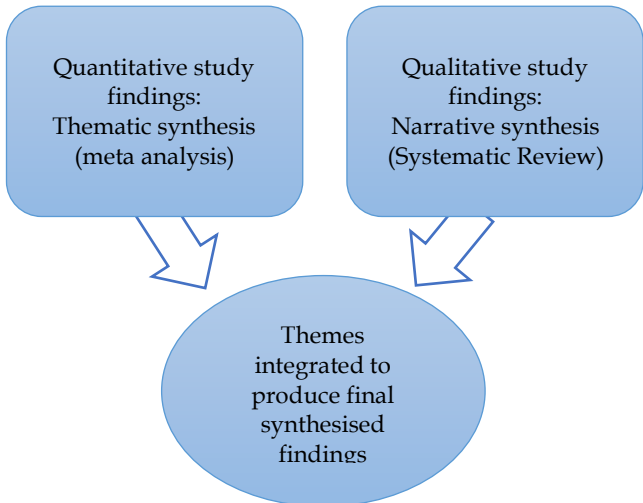 Quantitative study
findings:
Thematic synthesis
(meta analysis)
Qualitative study
findings:
Narrative synthesis
(Systematic Review)
Themes
integrated to
produce final
synthesised
findings